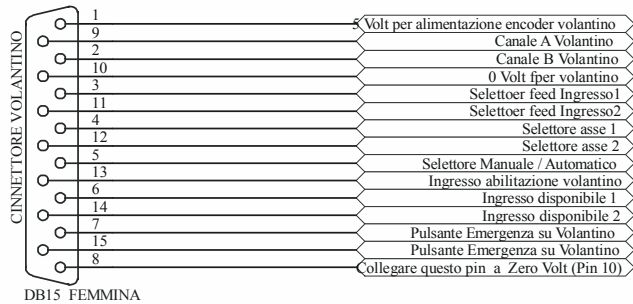 CINNETTORE VOLANTINO
1 5 Volt per alimentazione encoder volantino
9 Canale A Volantino
2 Canale B Volantino
10 0 Volt fper volantino
3 Selettoer feed Ingresso1
11 Selettoer feed Ingresso2
4 Selettore asse 1
12 Selettore asse 2
5 Selettore Manuale / Automatico
13 Ingresso abilitazione volantino
6 Ingresso disponibile 1
14 Ingresso disponibile 2
7 Pulsante Emergenza su Volantino
15 Pulsante Emergenza su Volantino
8 Collegare questo pin a Zero Volt (Pin 10)
DB15 FEMMINA